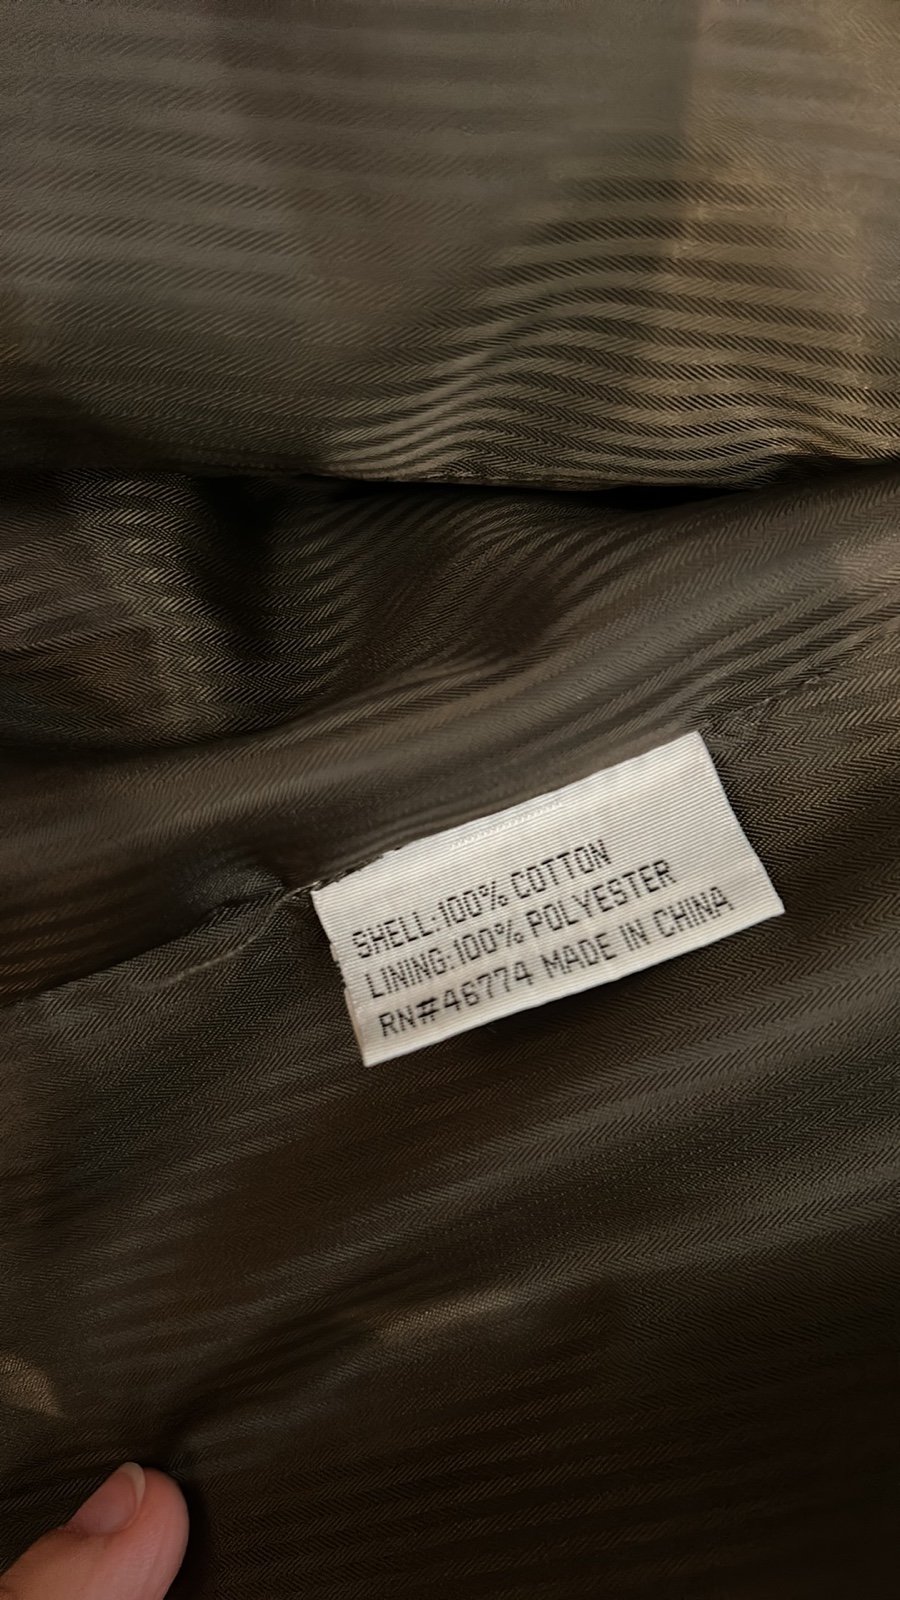 SHELL:100% COTTON
LINING:100% POLYESTER
RN#46774 MADE IN CHINA